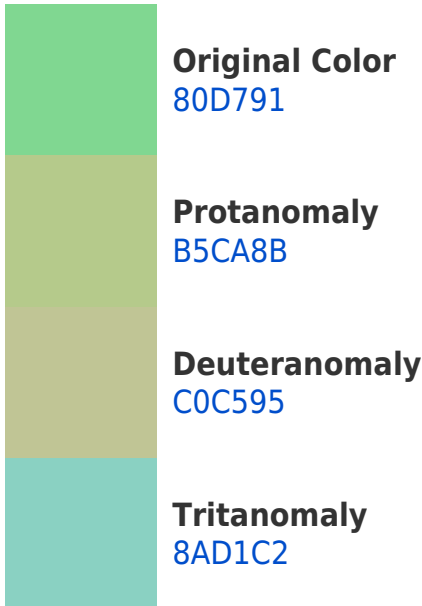 Original Color
80D791
Protanomaly
B5CA8B
Deuteranomaly
C0C595
Tritanomaly
8AD1C2